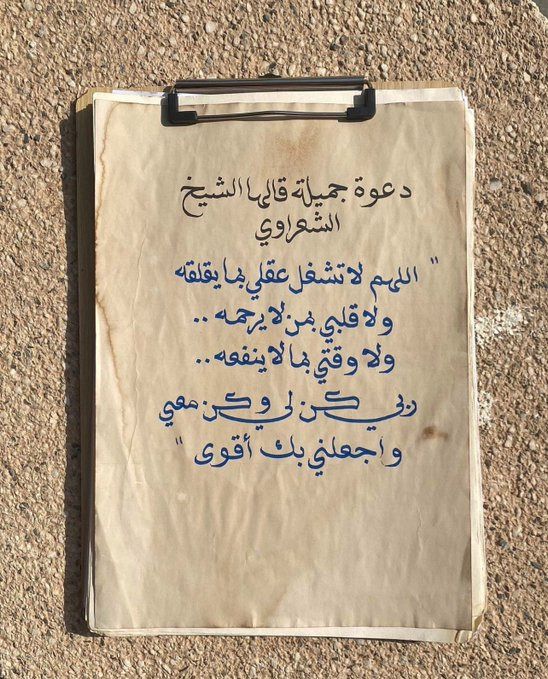 دعوة جميلة قالها الشيخ
الشعراوي
" اللهم لا تشغل عقلي بما يقلقه
ولا قلبي بمن لا يرحمه ..
ولا وقتي بما لا ينفعه ..
ربي كن لي وكن معي
واجعلني بك أقوى "